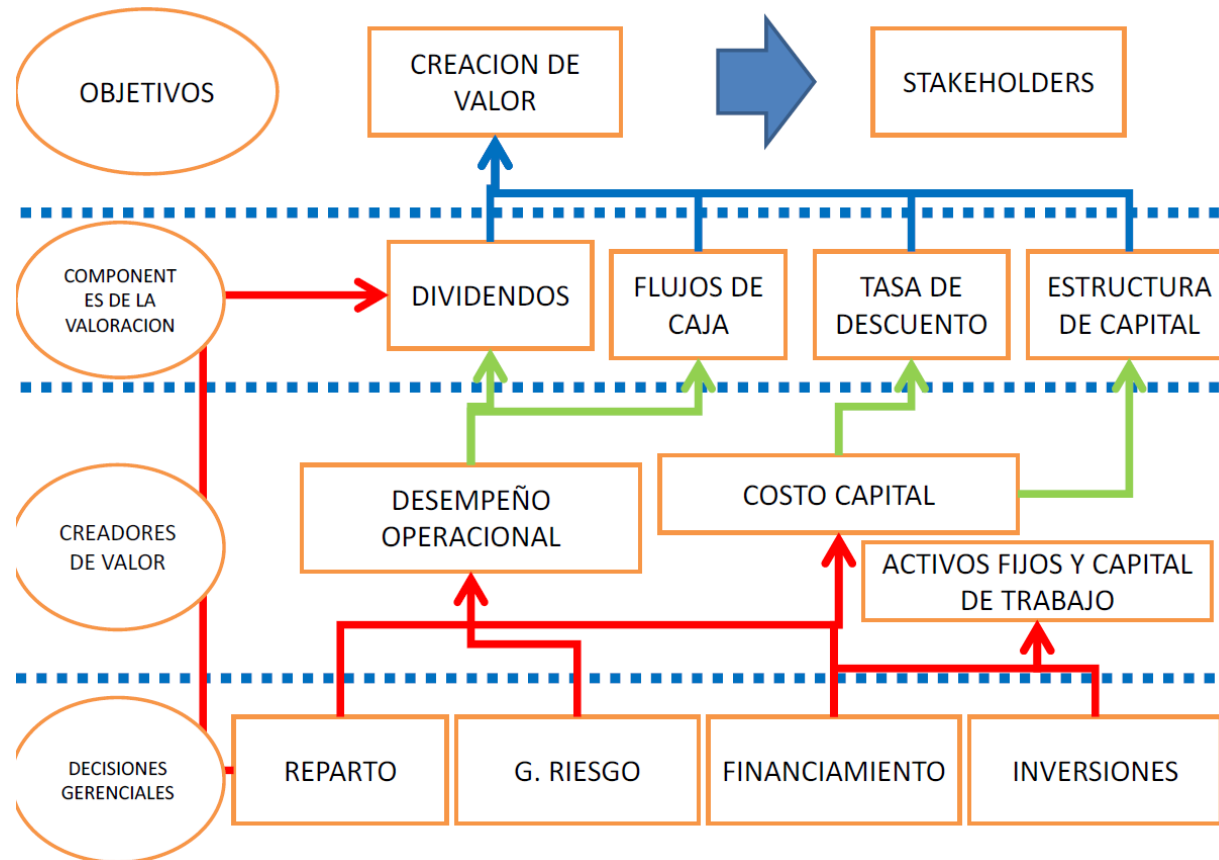 OBJETIVOS
CREACION DE
VALOR
STAKEHOLDERS
COMPONENT
ES DE LA
VALORACION
DIVIDENDOS
FLUJOS DE
CAJA
TASA DE
DESCUENTO
ESTRUCTURA
DE CAPITAL
CREADORES
DE VALOR
DESEMPEÑO
OPERACIONAL
COSTO CAPITAL
ACTIVOS FIJOS Y CAPITAL
DE TRABAJO
DECISIONES
GERENCIALES
REPARTO
G. RIESGO
FINANCIAMIENTO
INVERSIONES